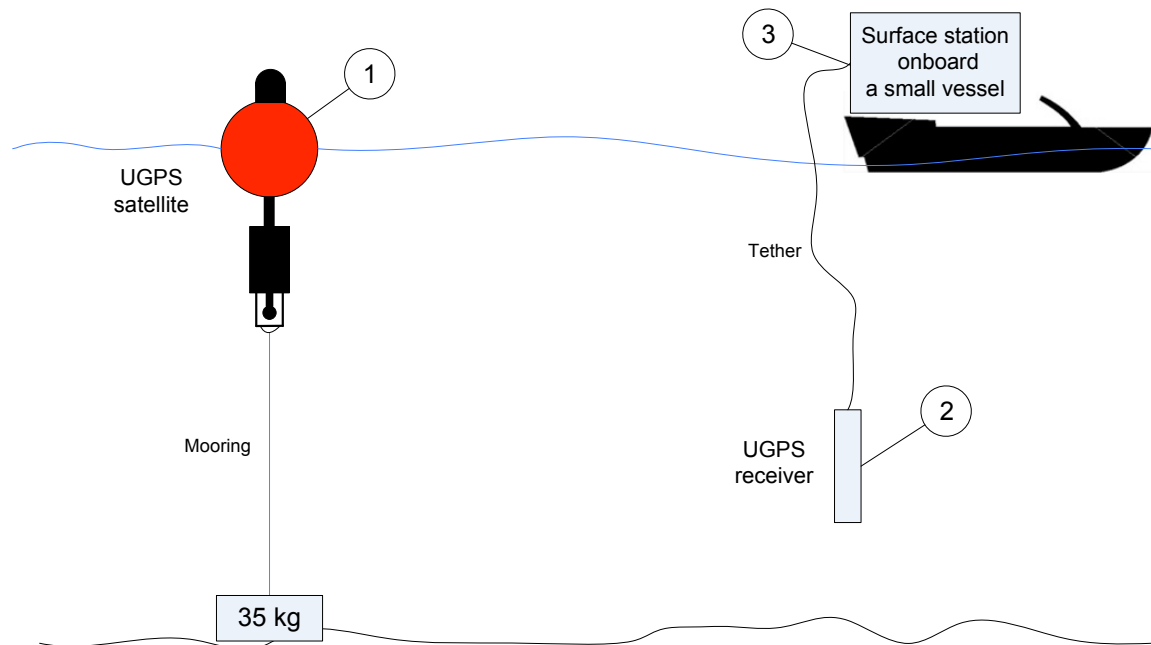 1
3
Surface station
onboard
a small vessel
UGPS
satellite
Tether
2
Mooring
UGPS
receiver
35 kg